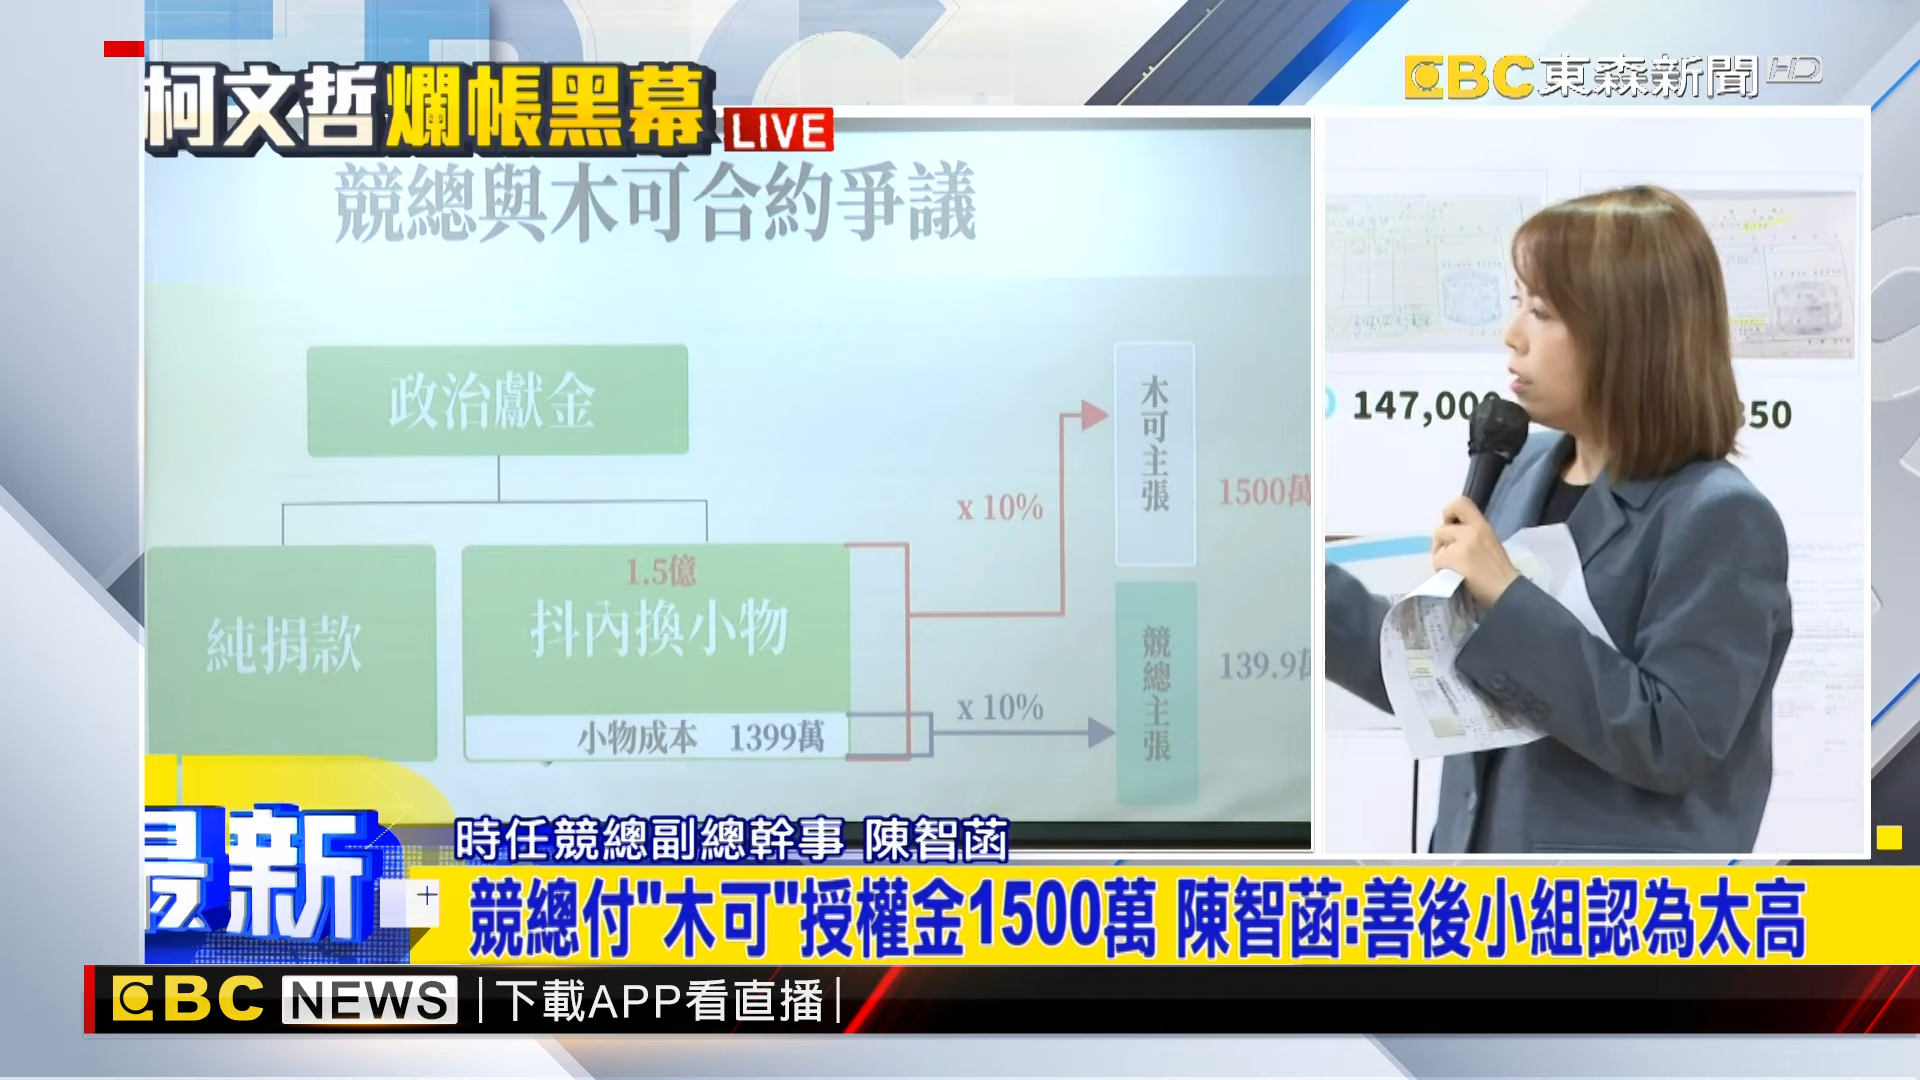 柯文哲爛帳黑幕
LIVE
EBC東森新聞HD
競總與木可合約爭議
政治獻金
純捐款
1.5億
抖內換小物
小物成本 1399萬
x 10%
x 10%
木可主張
競總主張
1500萬
139.9萬
147,000
350
最新
時任競總副總幹事 陳智菡
競總付"木可"授權金1500萬 陳智菡:善後小組認為太高
EBC NEWS 下載APP看直播